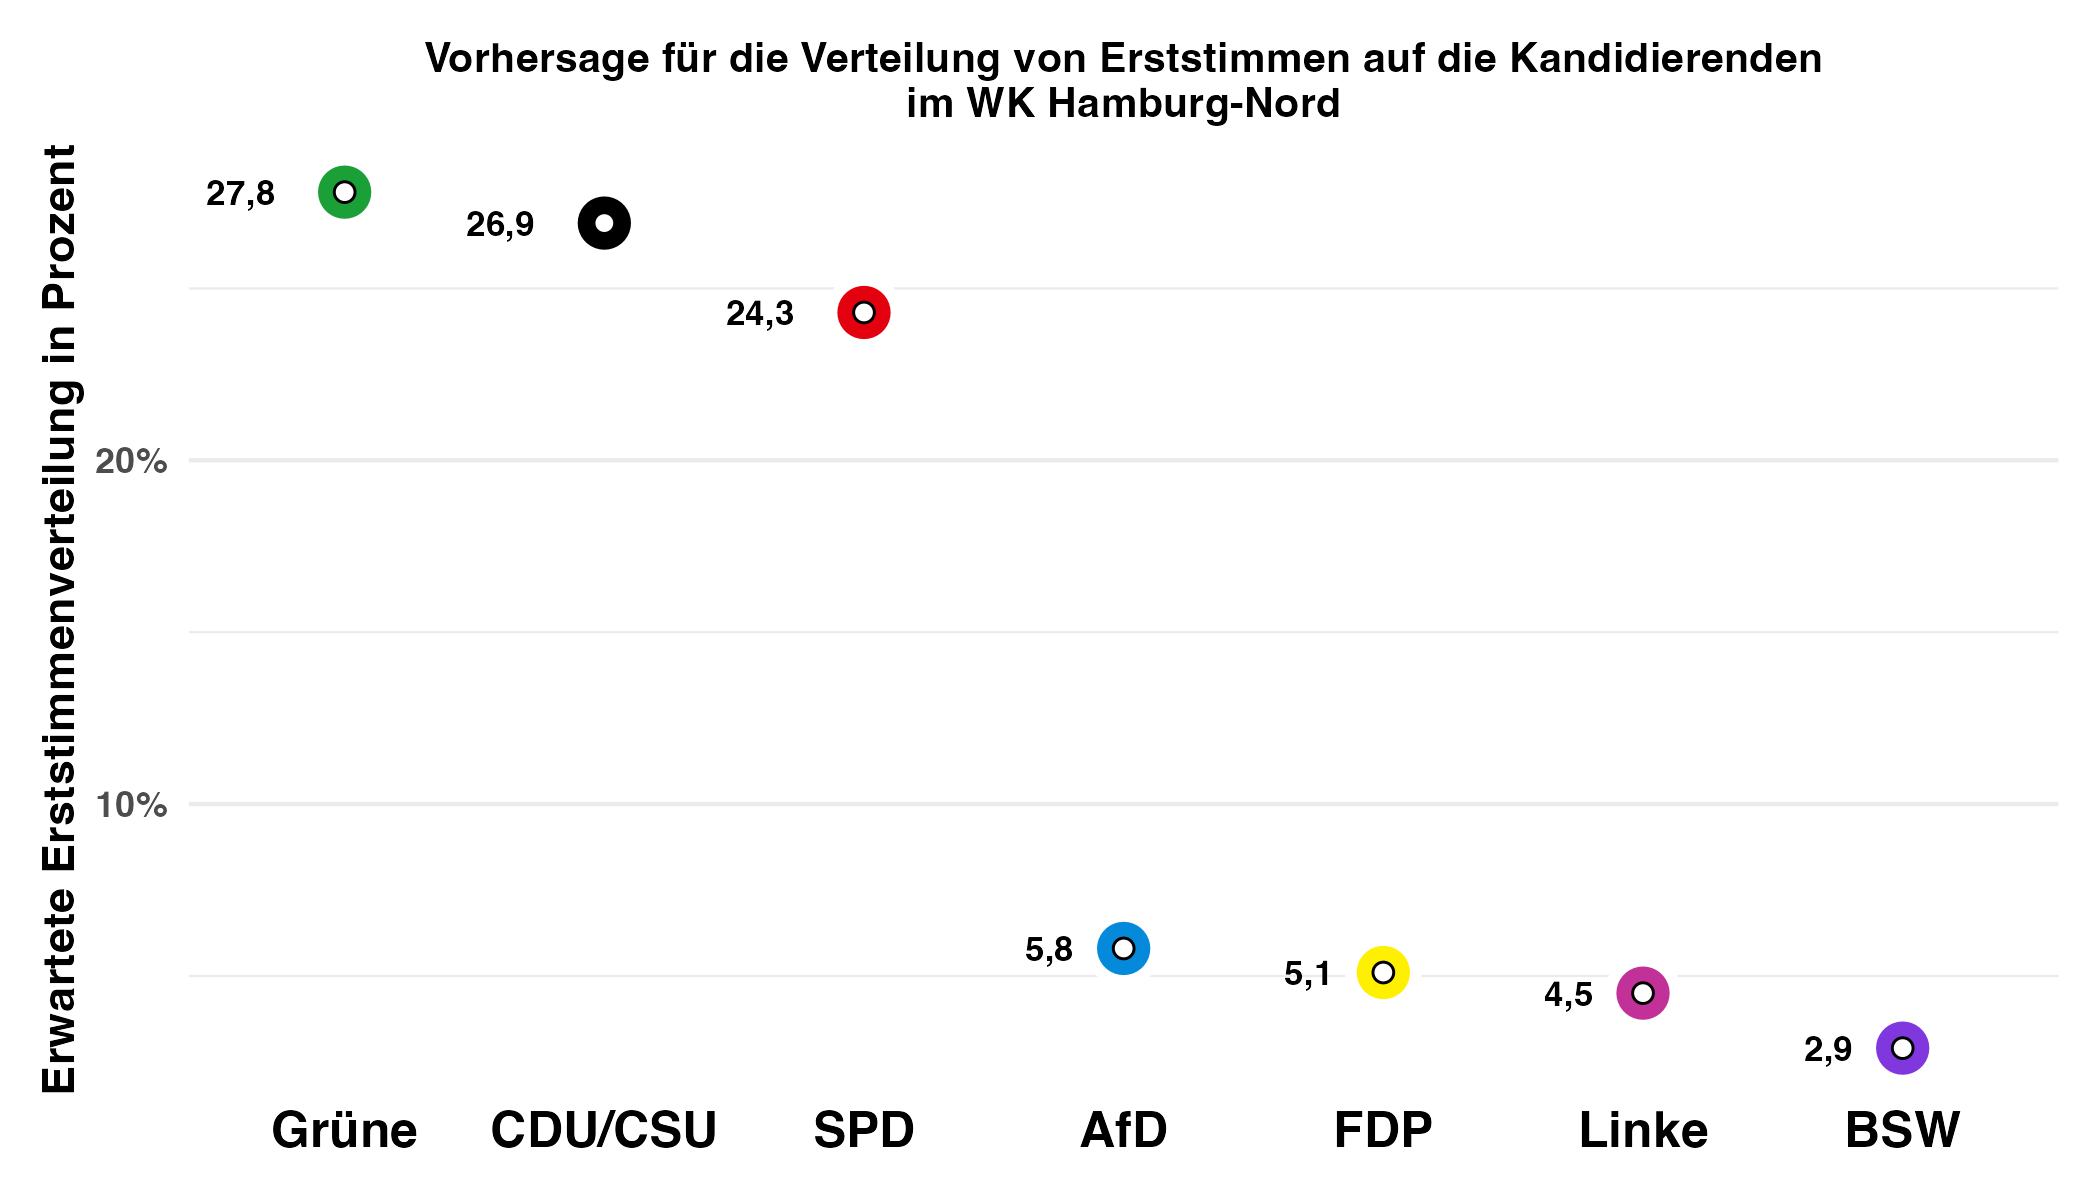 Vorhersage für die Verteilung von Erststimmen auf die Kandidierenden
im WK Hamburg-Nord
Erwartete Erststimmenverteilung in Prozent
27,8
26,9
24,3
20%
10%
5,8
5,1
4,5
2,9
Grüne CDU/CSU SPD AfD FDP Linke BSW